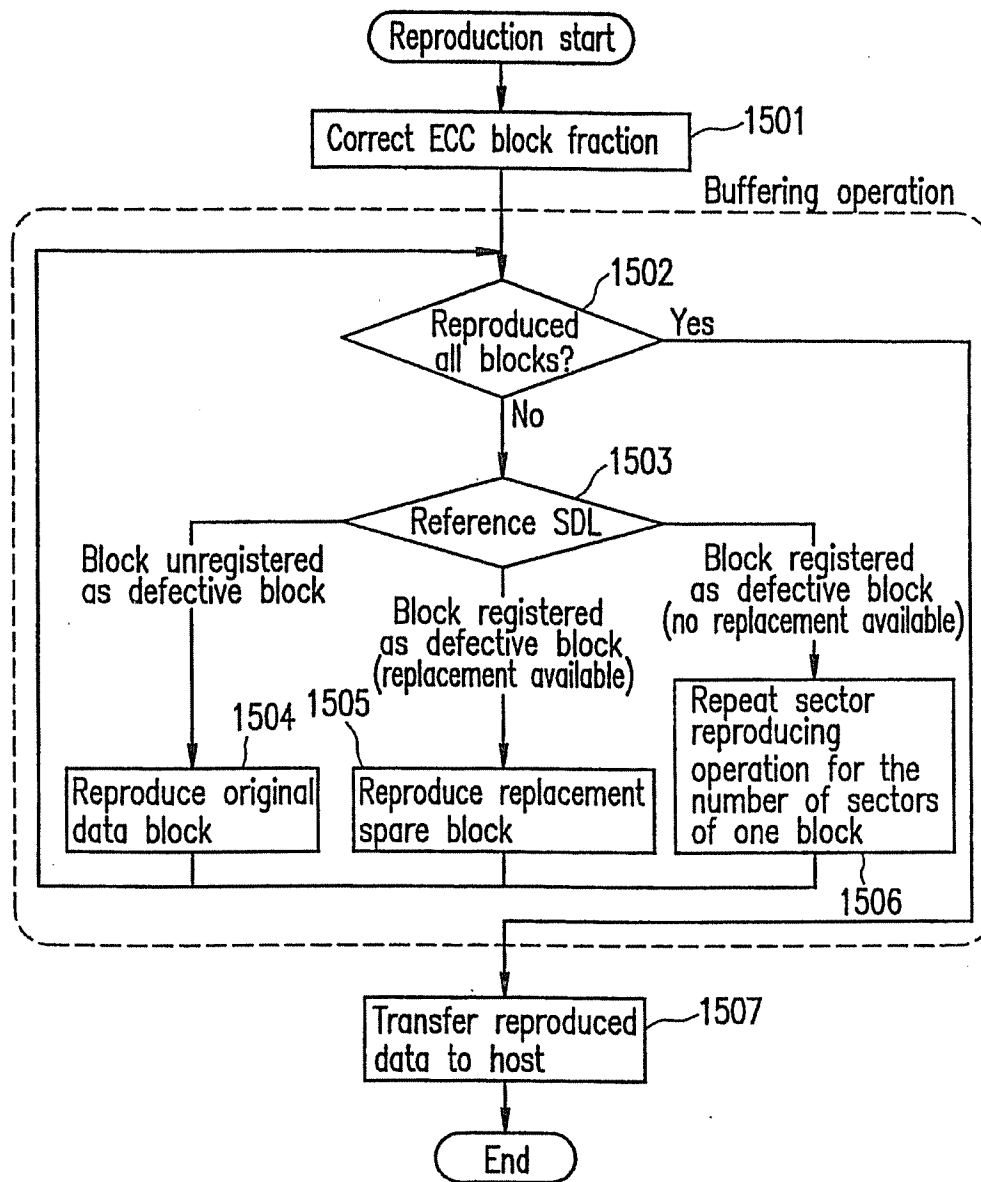 Reproduction start
Correct ECC block fraction
1501
Buffering operation
1502
Reproduced
all blocks?
Yes
No
1503
Reference SDL
Block unregistered
as defective block
Block registered
as defective block
(replacement available)
Block registered
as defective block
(no replacement available)
1504
Reproduce original
data block
1505
Reproduce replacement
spare block
Repeat sector
reproducing
operation for the
number of sectors
of one block
1506
Transfer reproduced
data to host
1507
End